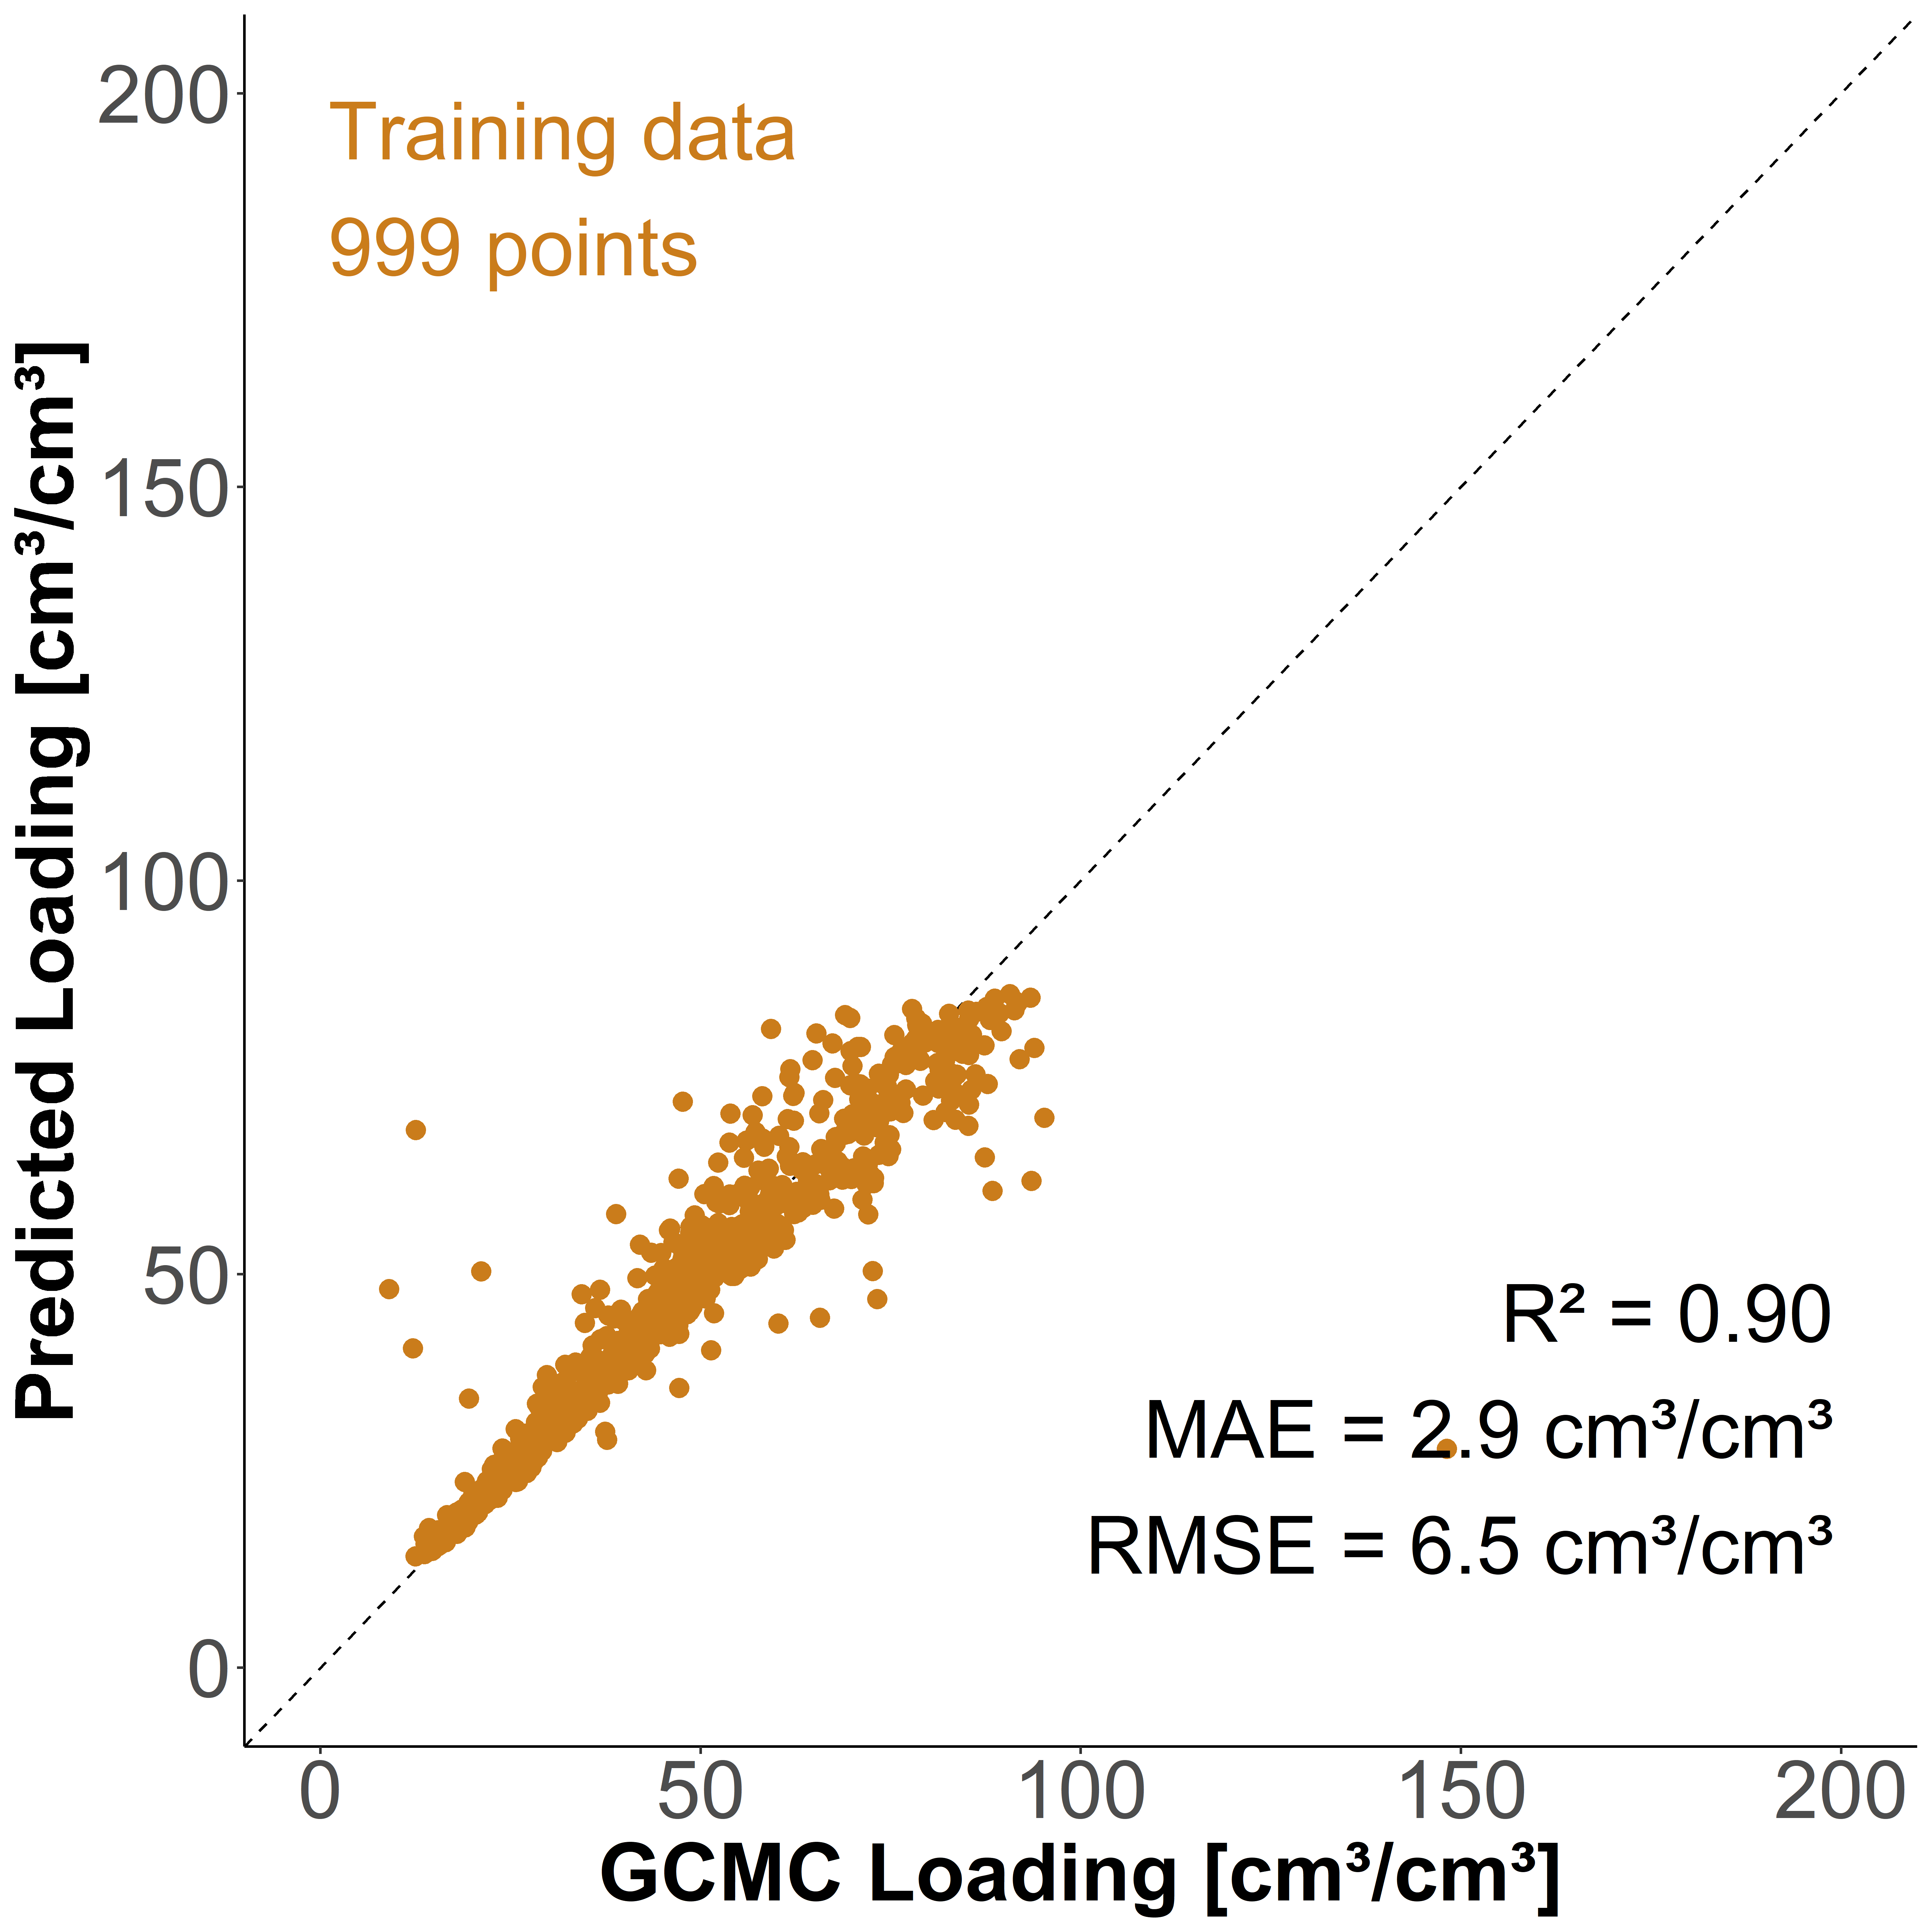 Training data
999 points
200
150
100
50
0
Predicted Loading [cm³/cm³]
R² = 0.90
MAE = 2.9 cm³/cm³
RMSE = 6.5 cm³/cm³
0 50 100 150 200
GCMC Loading [cm³/cm³]